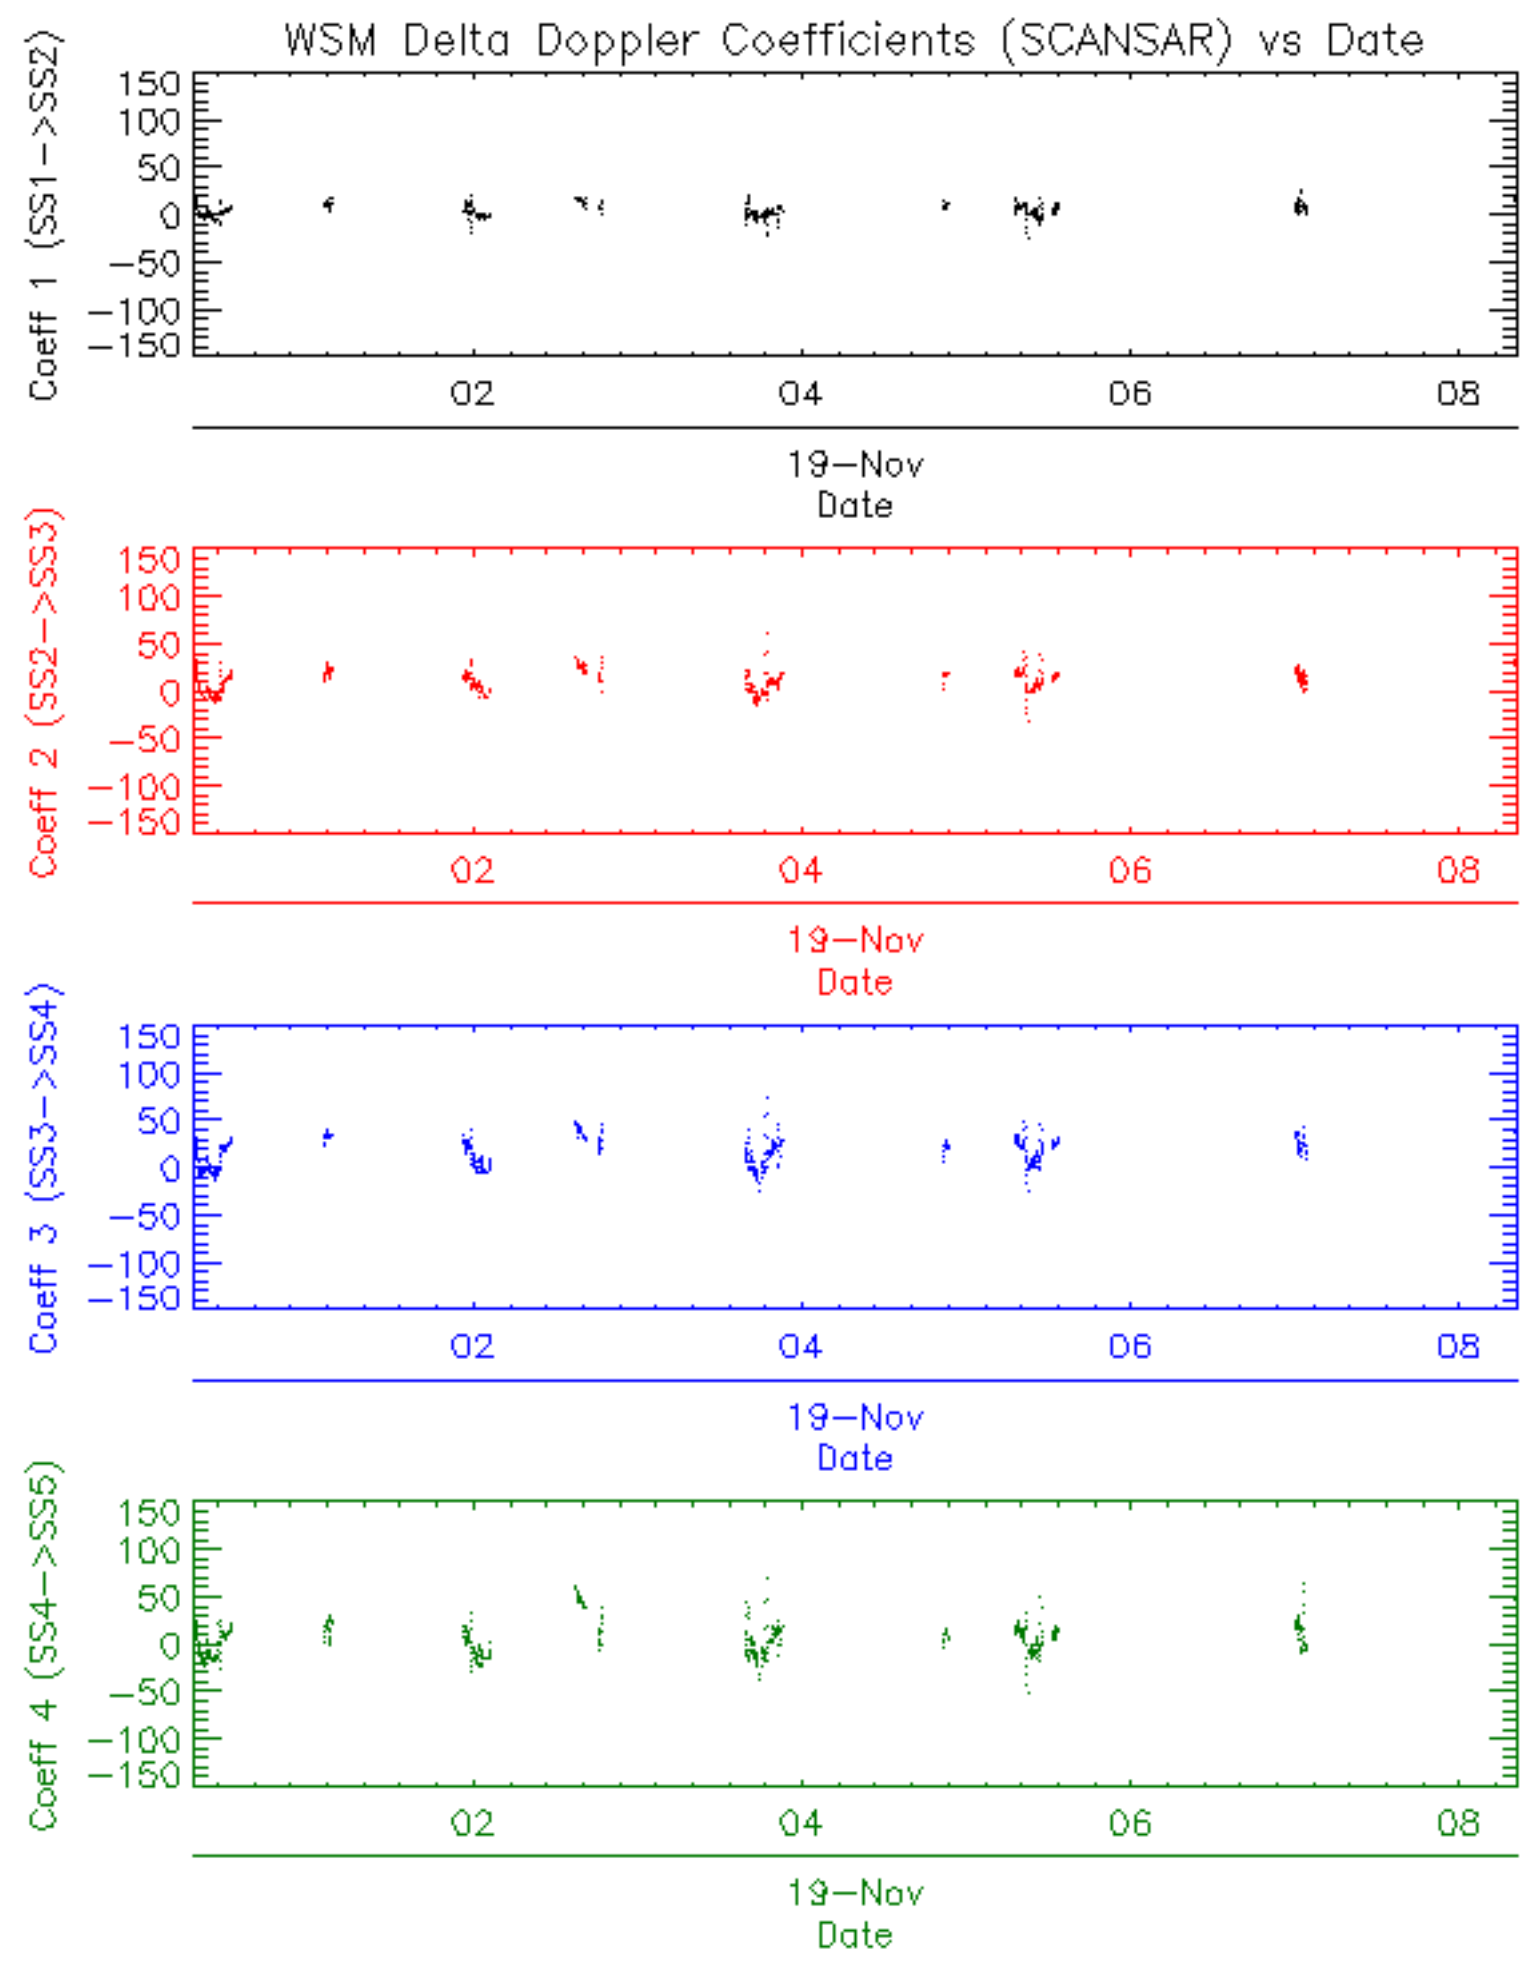 WSM Delta Doppler Coefficients (SCANSAR) vs Date
Coeff 1 (SS1->SS2)
150
100
50
0
-50
-100
-150
02 04 06 08
19-Nov
Date
Coeff 2 (SS2->SS3)
150
100
50
0
-50
-100
-150
02 04 06 08
19-Nov
Date
Coeff 3 (SS3->SS4)
150
100
50
0
-50
-100
-150
02 04 06 08
19-Nov
Date
Coeff 4 (SS4->SS5)
150
100
50
0
-50
-100
-150
02 04 06 08
19-Nov
Date